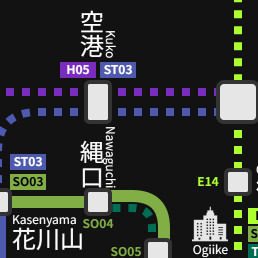 空港
Kuko
H05 ST03
縄口
Nawaguchi
ST03
SO03
E14
Kasenyama
花川山
SO04
SO05
Ogiike